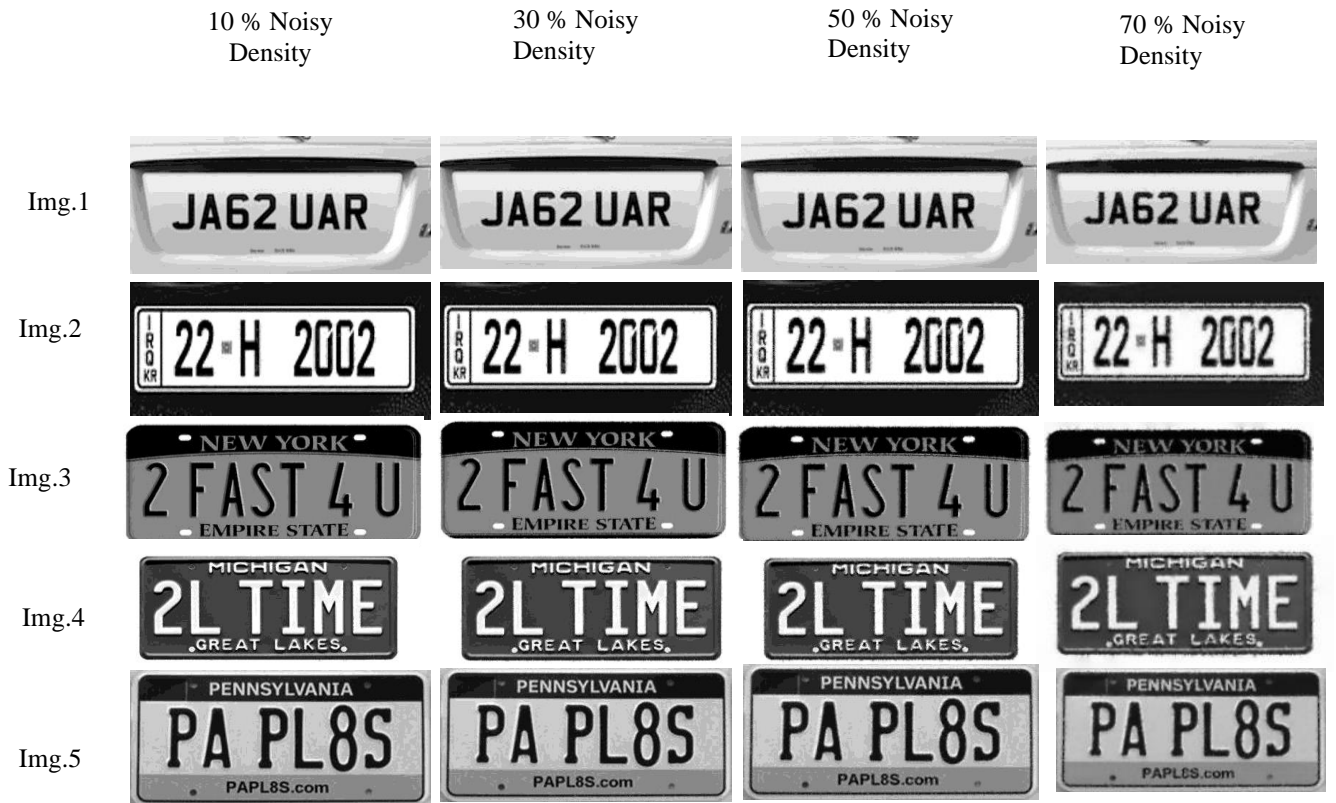 10 % Noisy Density
30 % Noisy Density
50 % Noisy Density
70 % Noisy Density
Img.1
JA62 UAR
JA62 UAR
JA62 UAR
JA62 UAR
Img.2
IRQ KR 22 H 2002
IRQ KR 22 H 2002
IRQ KR 22 H 2002
IRQ KR 22 H 2002
Img.3
NEW YORK
2 FAST 4 U
EMPIRE STATE
NEW YORK
2 FAST 4 U
EMPIRE STATE
NEW YORK
2 FAST 4 U
EMPIRE STATE
NEW YORK
2 FAST 4 U
EMPIRE STATE
Img.4
MICHIGAN
2L TIME
GREAT LAKES
MICHIGAN
2L TIME
GREAT LAKES
MICHIGAN
2L TIME
GREAT LAKES
MICHIGAN
2L TIME
GREAT LAKES
Img.5
PENNSYLVANIA
PA PL8S
PAPL8S.com
PENNSYLVANIA
PA PL8S
PAPL8S.com
PENNSYLVANIA
PA PL8S
PAPL8S.com
PENNSYLVANIA
PA PL8S
PAPL8S.com